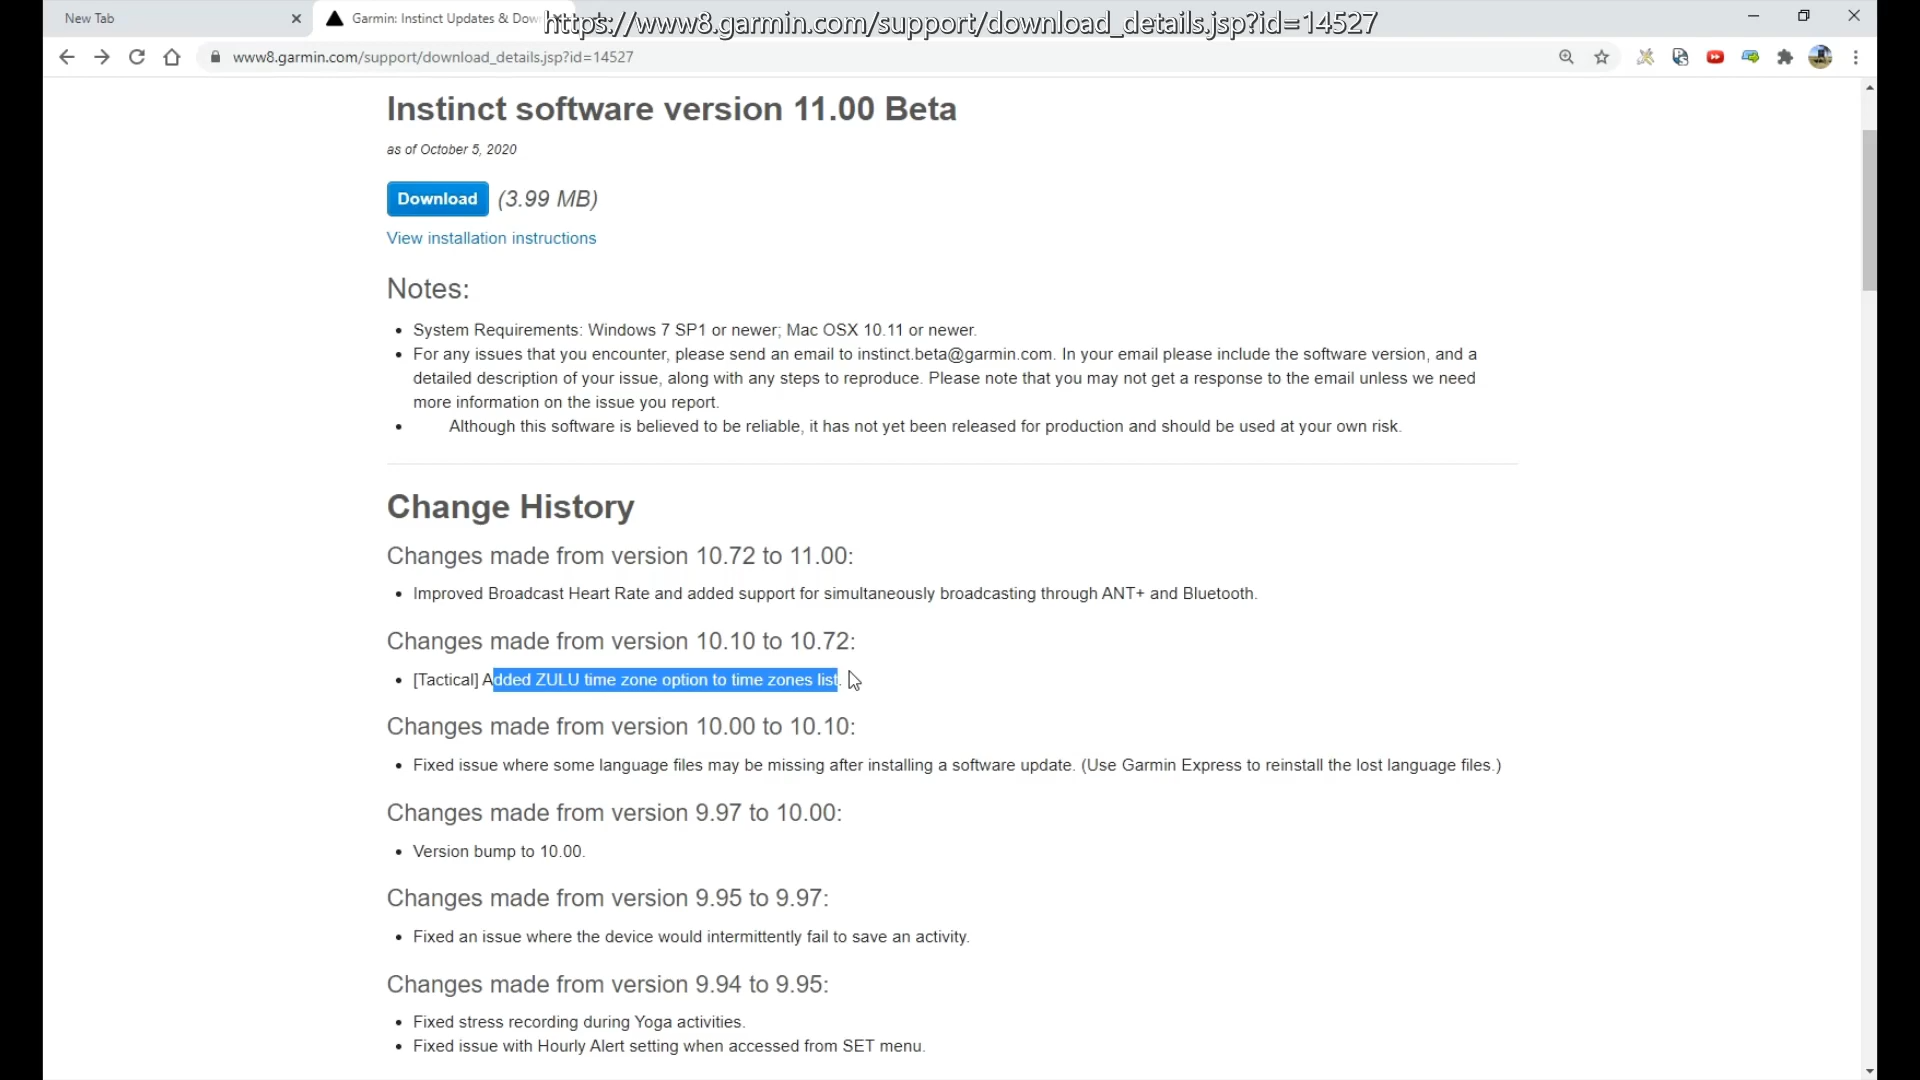 New Tab
Garmin: Instinct Updates & Dow
https://www8.garmin.com/support/download_details.jsp?id=14527
www8.garmin.com/support/download_details.jsp?id=14527
Instinct software version 11.00 Beta
as of October 5, 2020
Download (3.99 MB)
View installation instructions
Notes:
• System Requirements: Windows 7 SP1 or newer; Mac OSX 10.11 or newer.
• For any issues that you encounter, please send an email to instinct.beta@garmin.com. In your email please include the software version, and a
detailed description of your issue, along with any steps to reproduce. Please note that you may not get a response to the email unless we need
more information on the issue you report.
• Although this software is believed to be reliable, it has not yet been released for production and should be used at your own risk.
Change History
Changes made from version 10.72 to 11.00:
• Improved Broadcast Heart Rate and added support for simultaneously broadcasting through ANT+ and Bluetooth.
Changes made from version 10.10 to 10.72:
• [Tactical] Added ZULU time zone option to time zones list.
Changes made from version 10.00 to 10.10:
• Fixed issue where some language files may be missing after installing a software update. (Use Garmin Express to reinstall the lost language files.)
Changes made from version 9.97 to 10.00:
• Version bump to 10.00.
Changes made from version 9.95 to 9.97:
• Fixed an issue where the device would intermittently fail to save an activity.
Changes made from version 9.94 to 9.95:
• Fixed stress recording during Yoga activities.
• Fixed issue with Hourly Alert setting when accessed from SET menu.